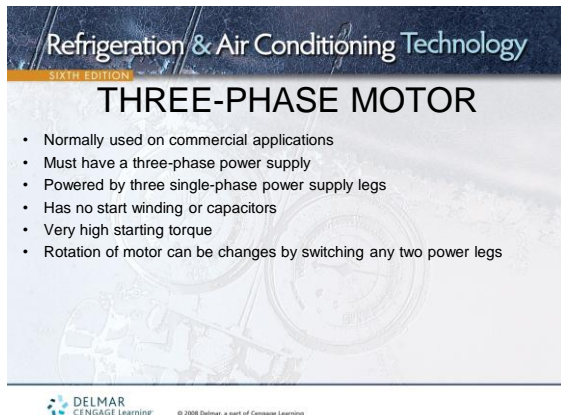 Refrigeration & Air Conditioning Technology
SIXTH EDITION
THREE-PHASE MOTOR
• Normally used on commercial applications
• Must have a three-phase power supply
• Powered by three single-phase power supply legs
• Has no start winding or capacitors
• Very high starting torque
• Rotation of motor can be changes by switching any two power legs
DELMAR
CENGAGE Learning
© 2008 Delmar, a part of Cengage Learning